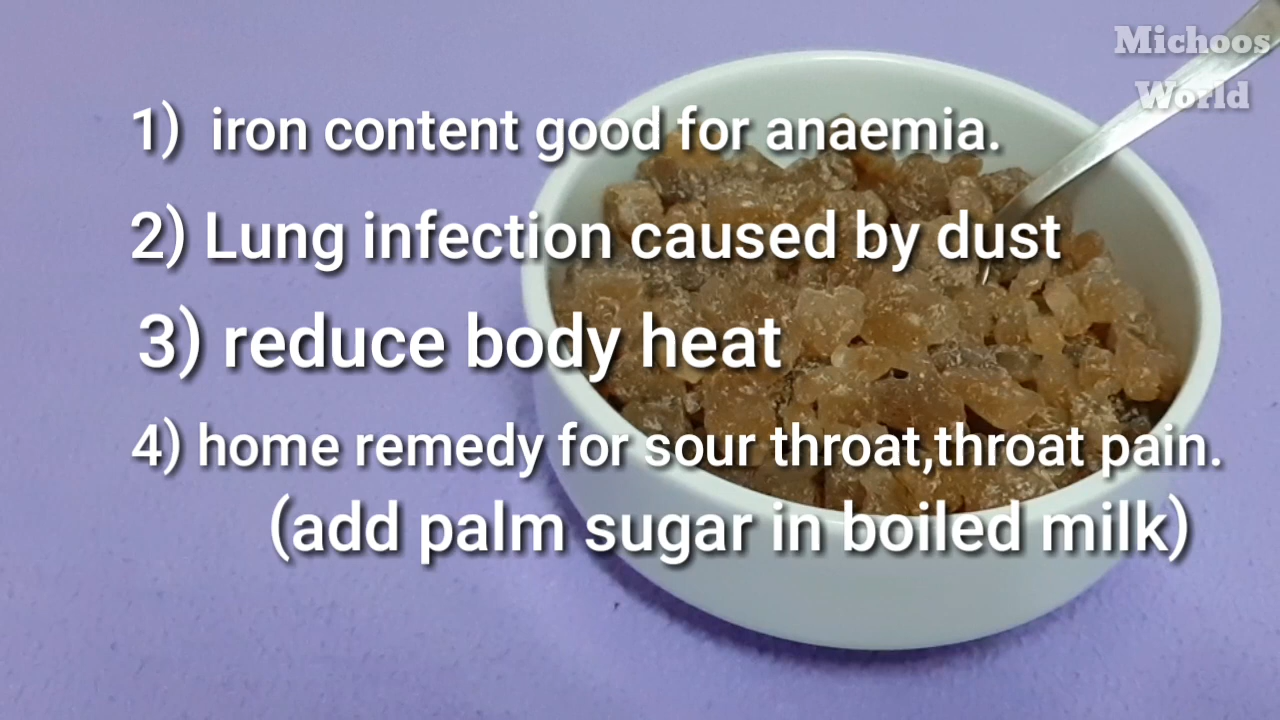 Michoos
World
1) iron content good for anaemia.
2) Lung infection caused by dust
3) reduce body heat
4) home remedy for sour throat,throat pain.
(add palm sugar in boiled milk)